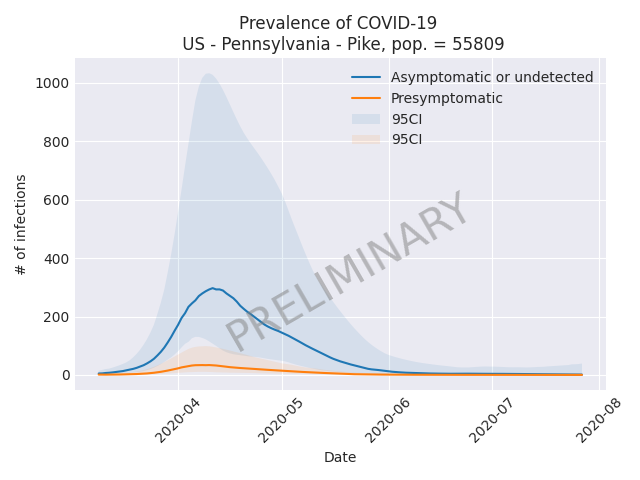 Prevalence of COVID-19
US - Pennsylvania - Pike, pop. = 55809
Asymptomatic or undetected
Presymptomatic
95CI
95CI
1000
800
600
400
200
0
# of infections
PRELIMINARY
2020-04
2020-05
2020-06
2020-07
2020-08
Date